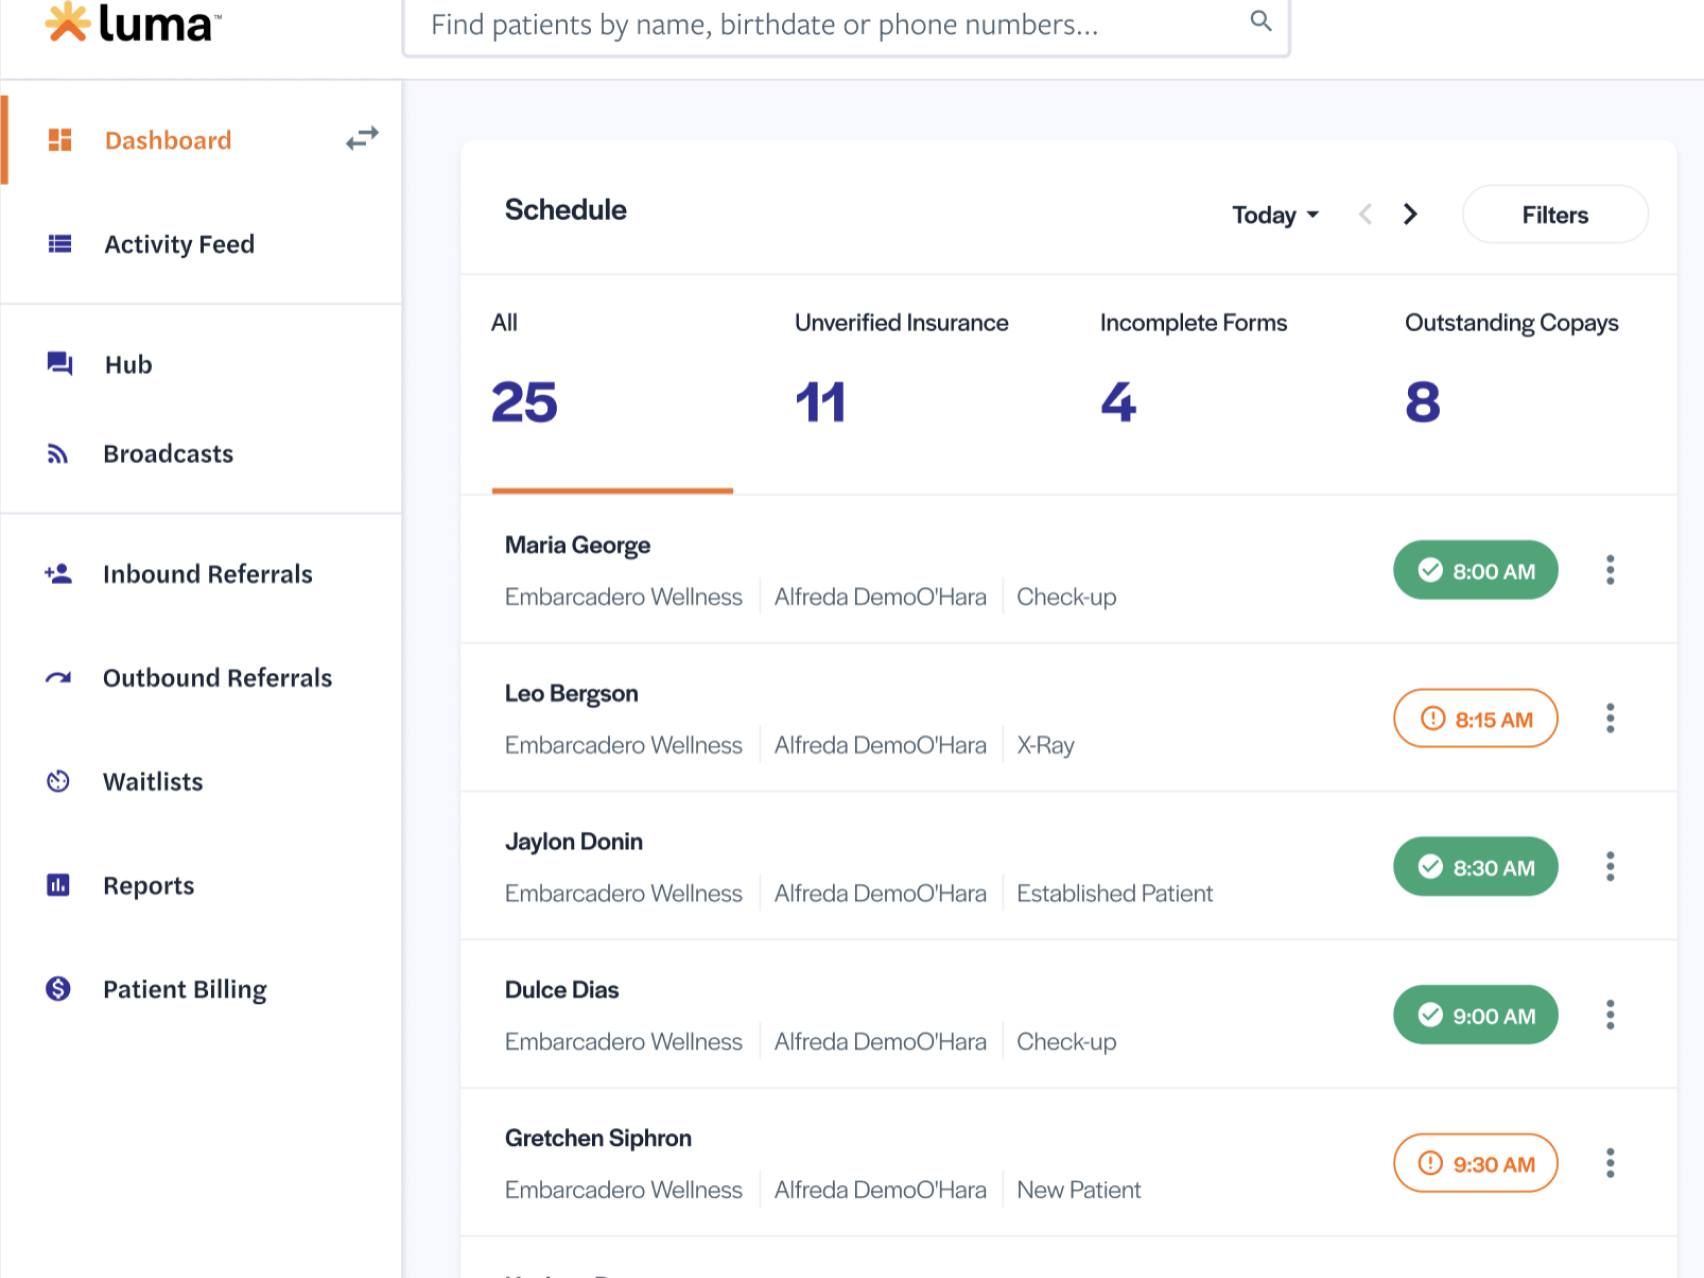 luma™
Find patients by name, birthdate or phone numbers...
Dashboard
Activity Feed
Hub
Broadcasts
Inbound Referrals
Outbound Referrals
Waitlists
Reports
Patient Billing
Schedule
Today
Filters
All
25
Unverified Insurance
11
Incomplete Forms
4
Outstanding Copays
8
Maria George
Embarcadero Wellness Alfreda DemoO'Hara Check-up
8:00 AM
Leo Bergson
Embarcadero Wellness Alfreda DemoO'Hara X-Ray
8:15 AM
Jaylon Donin
Embarcadero Wellness Alfreda DemoO'Hara Established Patient
8:30 AM
Dulce Dias
Embarcadero Wellness Alfreda DemoO'Hara Check-up
9:00 AM
Gretchen Siphron
Embarcadero Wellness Alfreda DemoO'Hara New Patient
9:30 AM